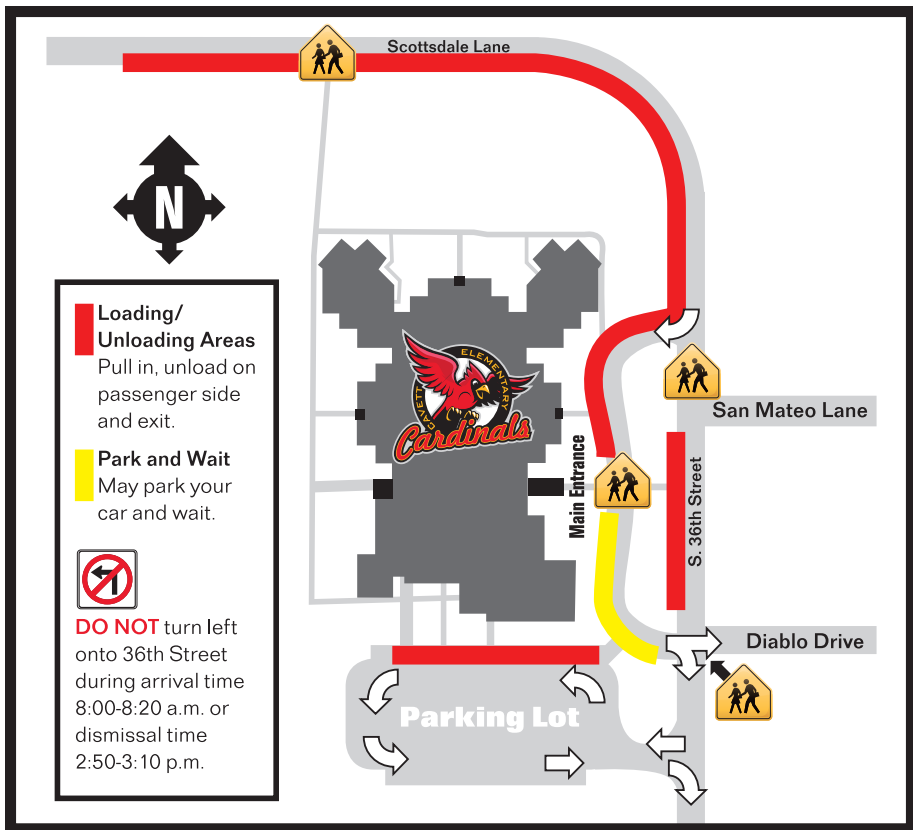 Scottsdale Lane
N
Loading/
Unloading Areas
Pull in, unload on
passenger side
and exit.
Park and Wait
May park your
car and wait.
DO NOT turn left
onto 36th Street
during arrival time
8:00-8:20 a.m. or
dismissal time
2:50-3:10 p.m.
CAVETT ELEMENTARY
Cardinals
Main Entrance
San Mateo Lane
S. 36th Street
Diablo Drive
Parking Lot